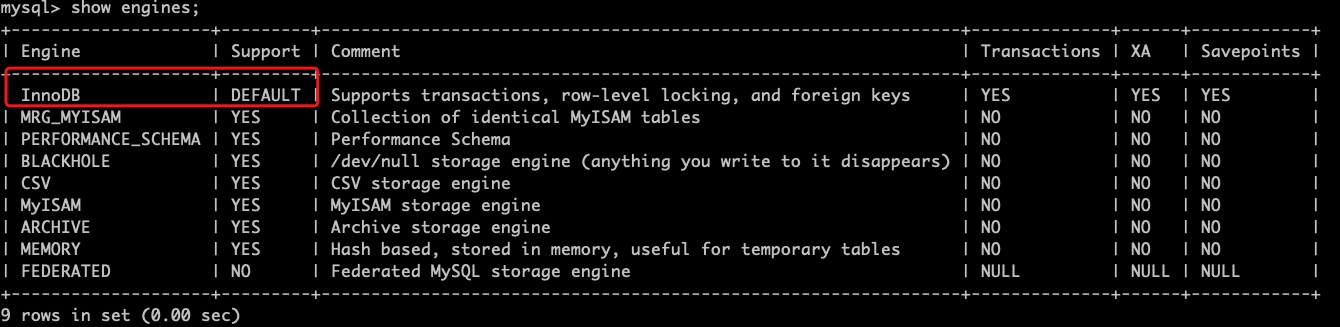 mysql> show engines;
+--------------------+---------+----------------------------------------------------------------+--------------+------+------------+
| Engine             | Support | Comment                                                        | Transactions | XA   | Savepoints |
+--------------------+---------+----------------------------------------------------------------+--------------+------+------------+
  InnoDB             | DEFAULT | Supports transactions, row-level locking, and foreign keys     | YES          | YES  | YES        |
| MRG_MYISAM         | YES     | Collection of identical MyISAM tables                          | NO           | NO   | NO         |
| PERFORMANCE_SCHEMA | YES     | Performance Schema                                             | NO           | NO   | NO         |
| BLACKHOLE          | YES     | /dev/null storage engine (anything you write to it disappears) | NO           | NO   | NO         |
| CSV                | YES     | CSV storage engine                                             | NO           | NO   | NO         |
| MyISAM             | YES     | MyISAM storage engine                                          | NO           | NO   | NO         |
| ARCHIVE            | YES     | Archive storage engine                                         | NO           | NO   | NO         |
| MEMORY             | YES     | Hash based, stored in memory, useful for temporary tables      | NO           | NO   | NO         |
| FEDERATED          | NO      | Federated MySQL storage engine                                 | NULL         | NULL | NULL       |
+--------------------+---------+----------------------------------------------------------------+--------------+------+------------+
9 rows in set (0.00 sec)